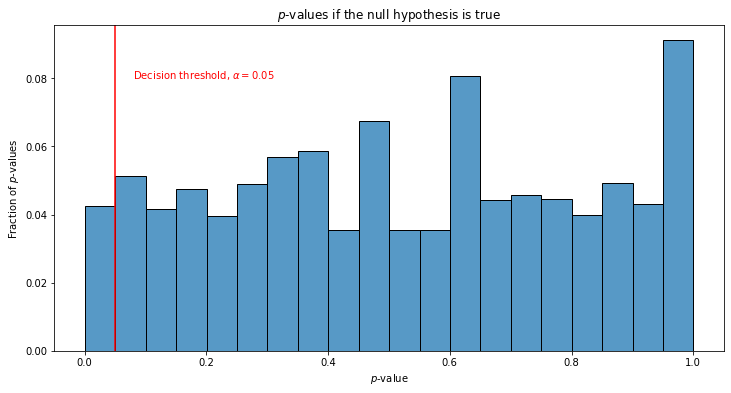 p-values if the null hypothesis is true
Decision threshold, α = 0.05
Fraction of p-values
0.08
0.06
0.04
0.02
0.00
0.0 0.2 0.4 0.6 0.8 1.0
p-value